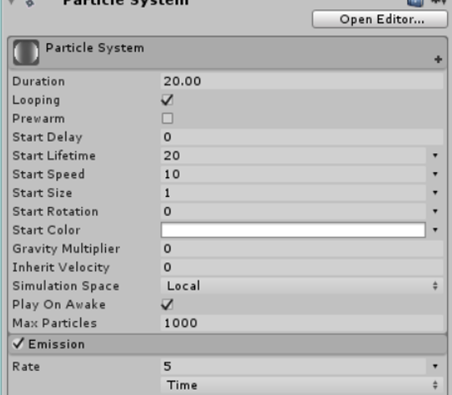 Particle System
Open Editor...
Particle System
Duration 20.00
Looping
Prewarm
Start Delay 0
Start Lifetime 20
Start Speed 10
Start Size 1
Start Rotation 0
Start Color
Gravity Multiplier 0
Inherit Velocity 0
Simulation Space Local
Play On Awake
Max Particles 1000
Emission
Rate 5
Time